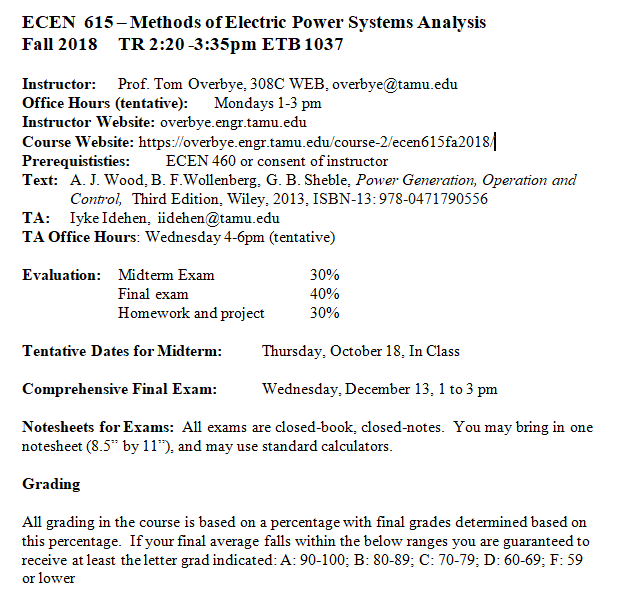 ECEN 615 – Methods of Electric Power Systems Analysis
Fall 2018 TR 2:20 -3:35pm ETB 1037
Instructor: Prof. Tom Overbye, 308C WEB, overbye@tamu.edu
Office Hours (tentative): Mondays 1-3 pm
Instructor Website: overbye.engr.tamu.edu
Course Website: https://overbye.engr.tamu.edu/course-2/ecen615fa2018/
Prerequististies: ECEN 460 or consent of instructor
Text: A. J. Wood, B. F.Wollenberg, G. B. Sheble, Power Generation, Operation and
Control, Third Edition, Wiley, 2013, ISBN-13: 978-0471790556
TA: Iyke Idehen, iidehen@tamu.edu
TA Office Hours: Wednesday 4-6pm (tentative)
Evaluation: Midterm Exam 30%
Final exam 40%
Homework and project 30%
Tentative Dates for Midterm: Thursday, October 18, In Class
Comprehensive Final Exam: Wednesday, December 13, 1 to 3 pm
Notesheets for Exams: All exams are closed-book, closed-notes. You may bring in one
notesheet (8.5” by 11”), and may use standard calculators.
Grading
All grading in the course is based on a percentage with final grades determined based on
this percentage. If your final average falls within the below ranges you are guaranteed to
receive at least the letter grad indicated: A: 90-100; B: 80-89; C: 70-79; D: 60-69; F: 59
or lower